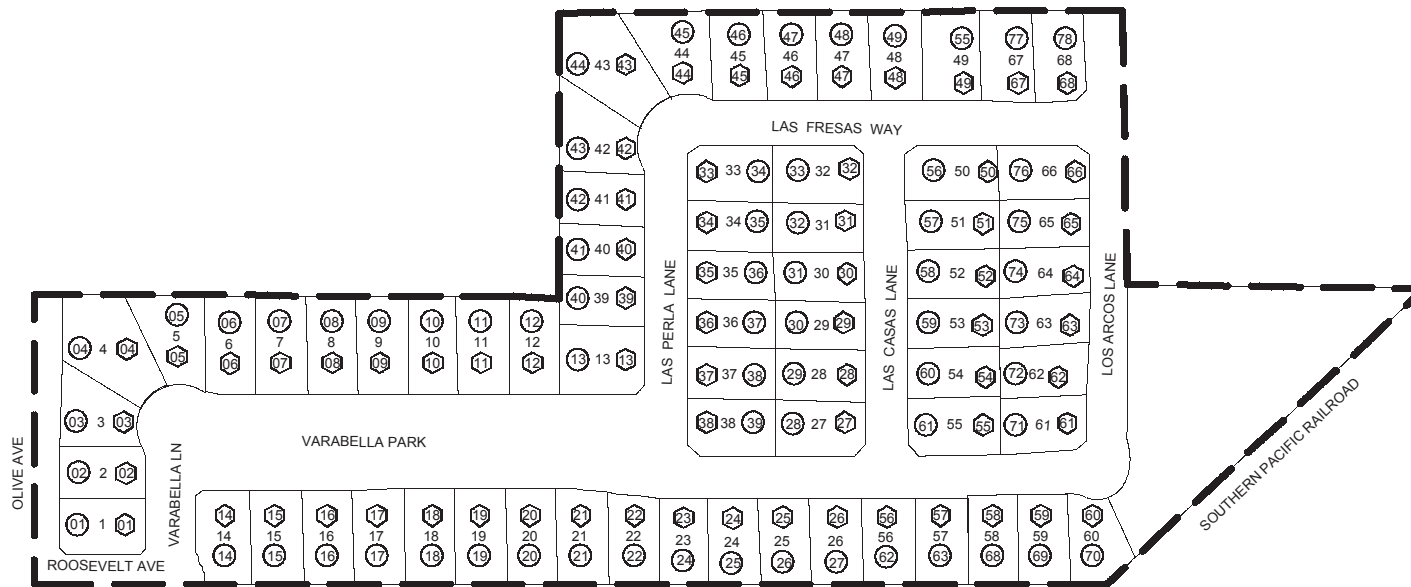 45 46 47 48 49 55 77 78
44 45 46 47 48 49 67 68
44 45 46 47 48 49 67 68
44 43 43
LAS FRESAS WAY
43 42 42
33 33 34 33 32 32 56 50 50 76 66 66
42 41 41
34 34 35 32 31 31 57 51 51 75 65 65
41 40 40
35 35 36 31 30 30 58 52 52 74 64 64
40 39 39
36 36 37 30 29 29 59 53 53 73 63 63
13 13 13
37 37 38 29 28 28 60 54 54 72 62 62
38 38 39 28 27 27 61 55 55 71 61 61
LAS PERLA LANE
LAS CASAS LANE
LOS ARCOS LANE
05 06 07 08 09 10 11 12
5 6 7 8 9 10 11 12
05 06 07 08 09 10 11 12
04 4 04
03 3 03
02 2 02
01 1 01
OLIVE AVE
VARABELLA LN
VARABELLA PARK
ROOSEVELT AVE
14 15 16 17 18 19 20 21 22 23 24 25 26 56 57 58 59 60
14 15 16 17 18 19 20 21 22 23 24 25 26 56 57 58 59 60
14 15 16 17 18 19 20 21 22 24 25 26 27 62 63 68 69 70
SOUTHERN PACIFIC RAILROAD